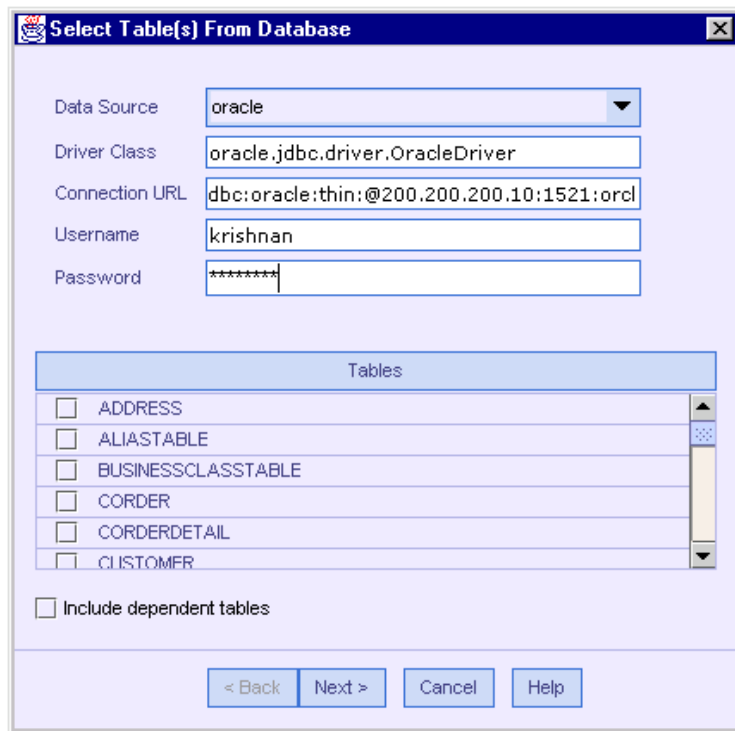 Select Table(s) From Database
Data Source oracle
Driver Class oracle.jdbc.driver.OracleDriver
Connection URL dbc:oracle:thin:@200.200.200.10:1521:orcl
Username krishnan
Password ********
Tables
ADDRESS
ALIASTABLE
BUSINESSCLASSTABLE
CORDER
CORDERDETAIL
CUSTOMER
Include dependent tables
< Back Next > Cancel Help